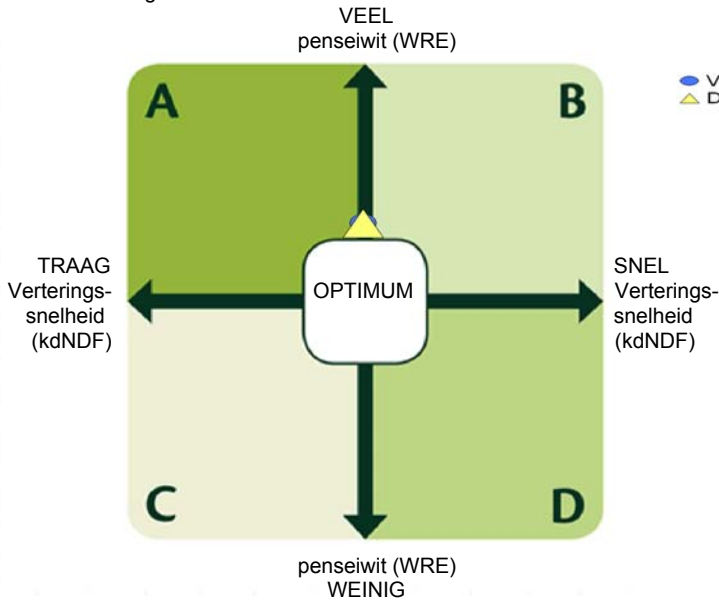 VEEL
penseiwit (WRE)
A
B
V
D
TRAAG
Verterings-
snelheid
(kdNDF)
OPTIMUM
SNEL
Verterings-
snelheid
(kdNDF)
C
D
penseiwit (WRE)
WEINIG